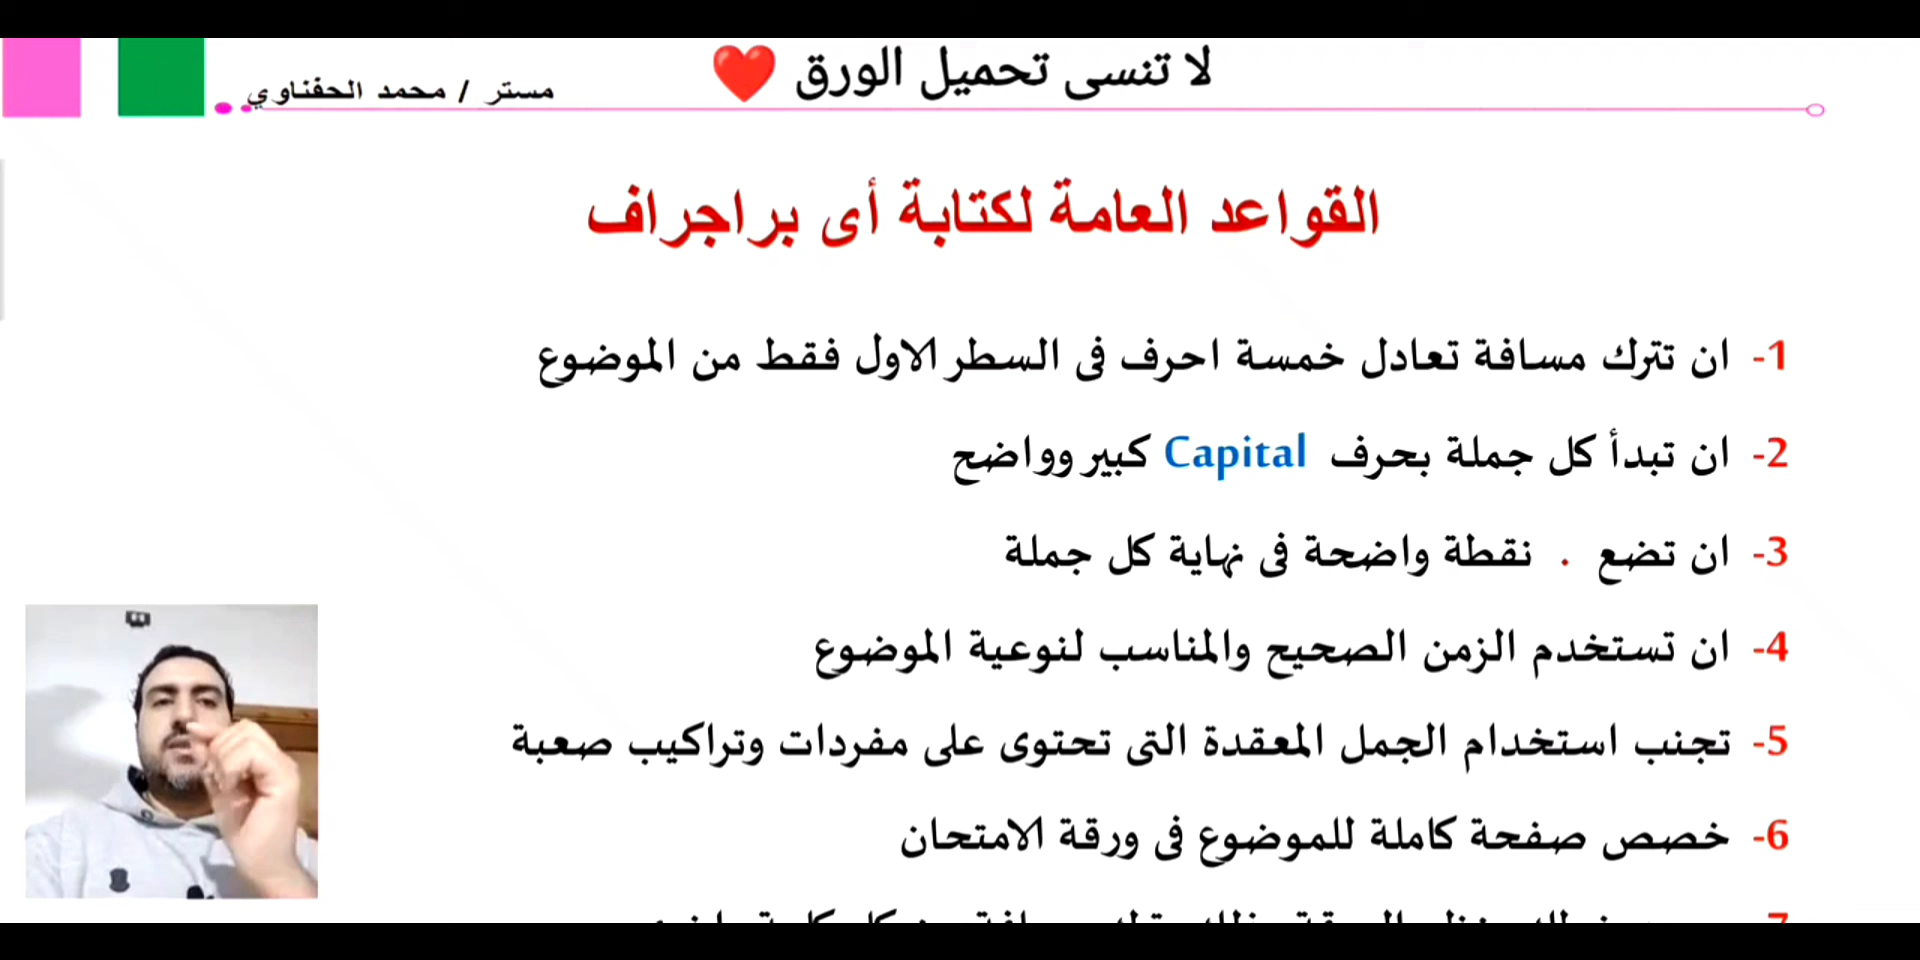 لا تنسى تحميل الورق
مستر / محمد الحفناوي
القواعد العامة لكتابة أى براجراف
1- ان تترك مسافة تعادل خمسة احرف فى السطر الاول فقط من الموضوع
2- ان تبدأ كل جملة بحرف Capital كبير وواضح
3- ان تضع . نقطة واضحة فى نهاية كل جملة
4- ان تستخدم الزمن الصحيح والمناسب لنوعية الموضوع
5- تجنب استخدام الجمل المعقدة التى تحتوى على مفردات وتراكيب صعبة
6- خصص صفحة كاملة للموضوع فى ورقة الامتحان
7-